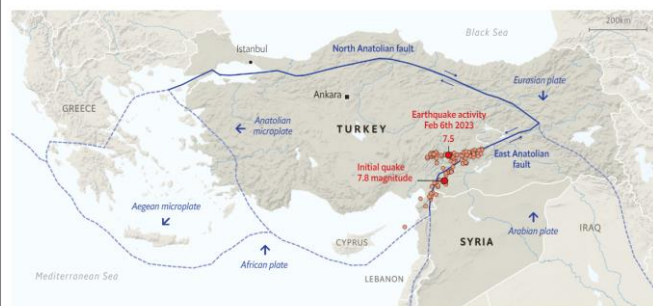 Black Sea
200km
İstanbul
North Anatolian fault
Eurasian plate
Ankara
GREECE
Anatolian
microplate
Earthquake activity
Feb 6th 2023
7.5
TURKEY
East Anatolian
fault
Initial quake
7.8 magnitude
Aegean microplate
SYRIA
Arabian plate
IRAQ
CYPRUS
African plate
Mediterranean Sea
LEBANON